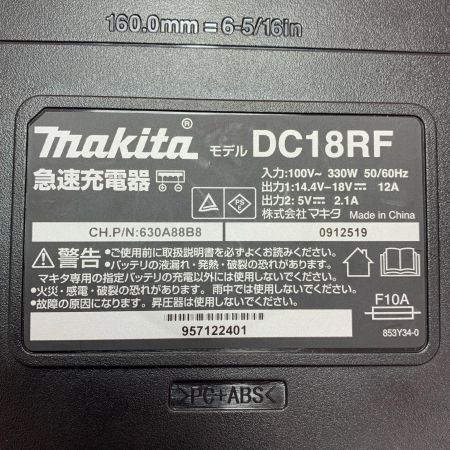 160.0mm = 6-5/16in
makita® モデル DC18RF
急速充電器
入力:100V~ 330W 50/60Hz
出力1:14.4V-18V⎓ 12A
出力2: 5V⎓ 2.1A
株式会社マキタ Made in China
PS E
CH.P/N:630A88B8
0912519
警告
•ご使用前に取扱説明書を必ずよくお読みください。
•バッテリの液漏れ・発熱・破裂の恐れがあります。
マキタ専用の指定バッテリの充電以外には使用しないでください。
•火災・感電・破裂の恐れあります。雨中では使用しないでください。
•故障の原因になります。昇圧器は使用しないでください。
F10A
957122401
853Y34-0
>PC+ABS<